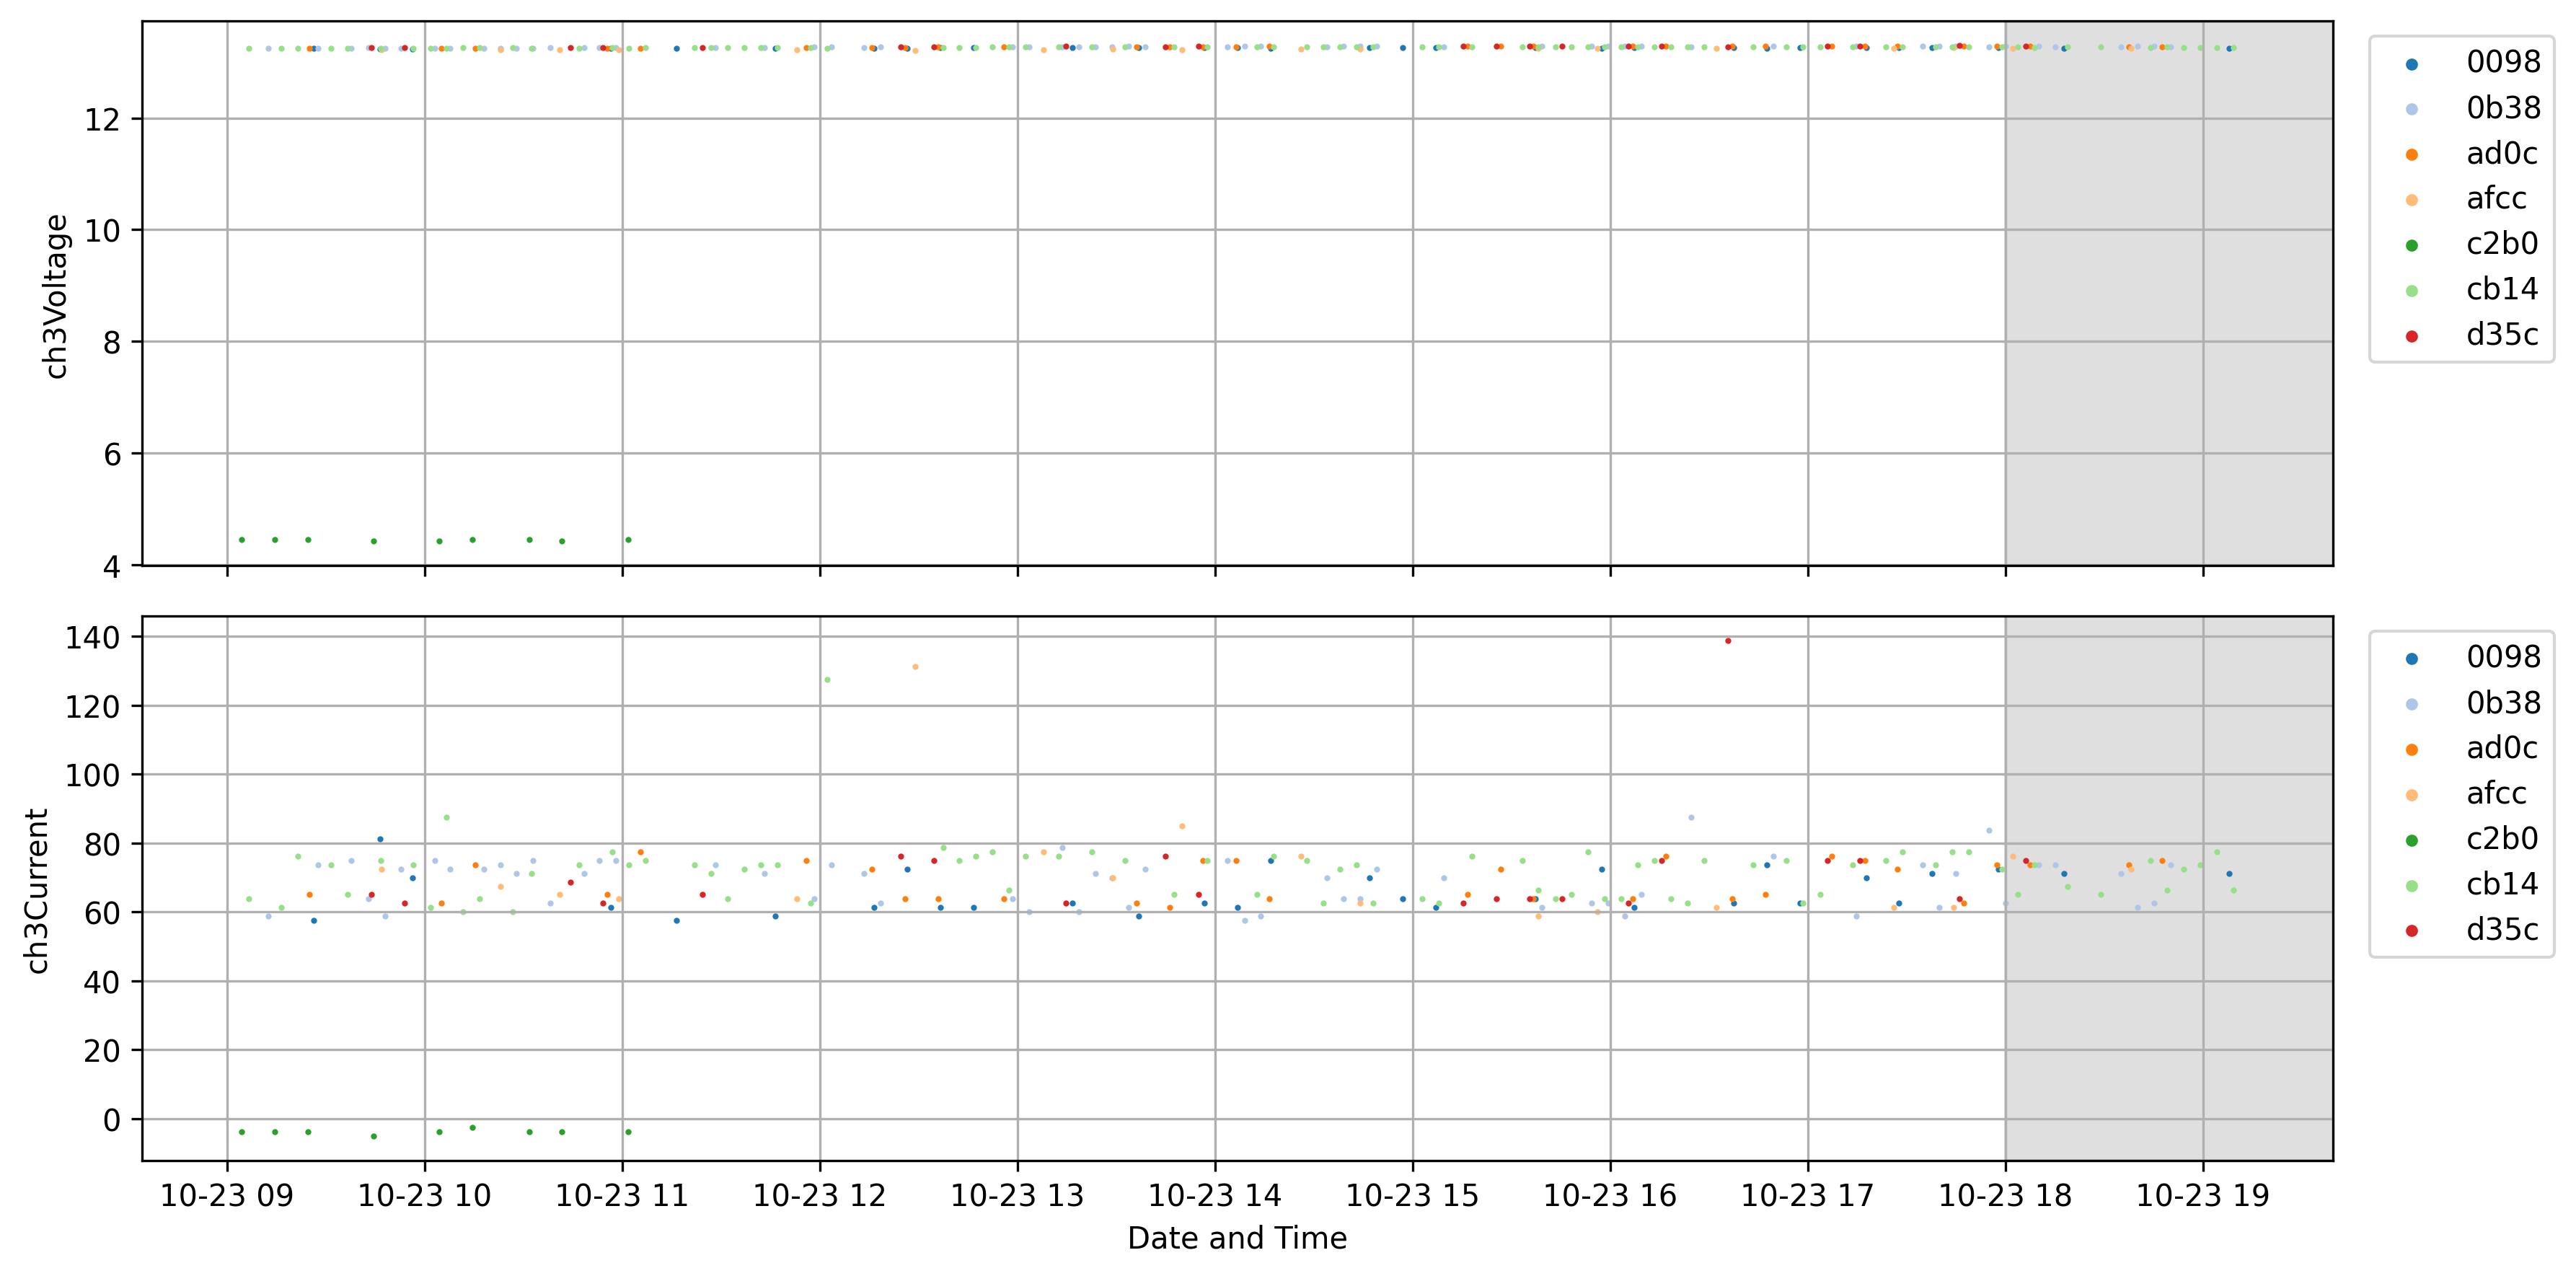 12
10
8
6
4
ch3Voltage
0098
0b38
ad0c
afcc
c2b0
cb14
d35c
140
120
100
80
60
40
20
0
ch3Current
0098
0b38
ad0c
afcc
c2b0
cb14
d35c
10-23 09 10-23 10 10-23 11 10-23 12 10-23 13 10-23 14 10-23 15 10-23 16 10-23 17 10-23 18 10-23 19
Date and Time